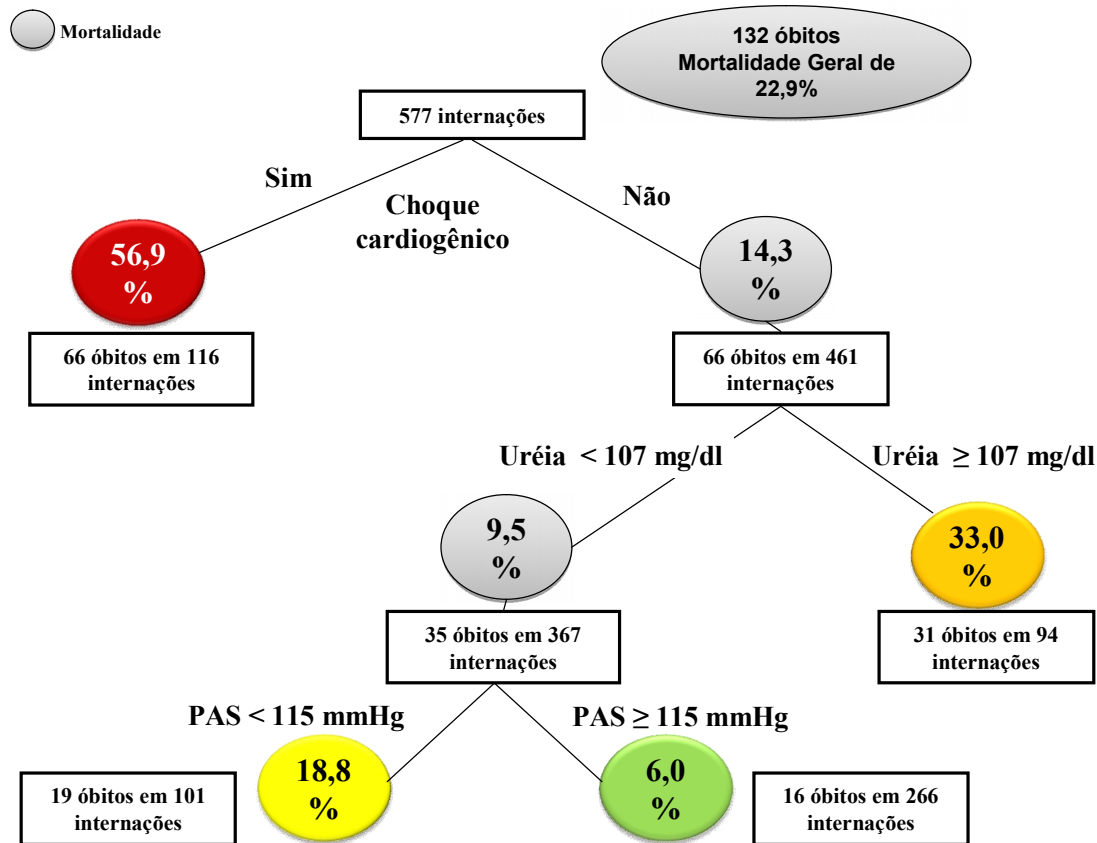 Mortalidade
132 óbitos
Mortalidade Geral de
22,9%
577 internações
Sim
Não
Choque
cardiogênico
56,9
%
14,3
%
66 óbitos em 116
internações
66 óbitos em 461
internações
Uréia < 107 mg/dl
Uréia ≥ 107 mg/dl
9,5
%
33,0
%
35 óbitos em 367
internações
31 óbitos em 94
internações
PAS < 115 mmHg
PAS ≥ 115 mmHg
19 óbitos em 101
internações
18,8
%
6,0
%
16 óbitos em 266
internações